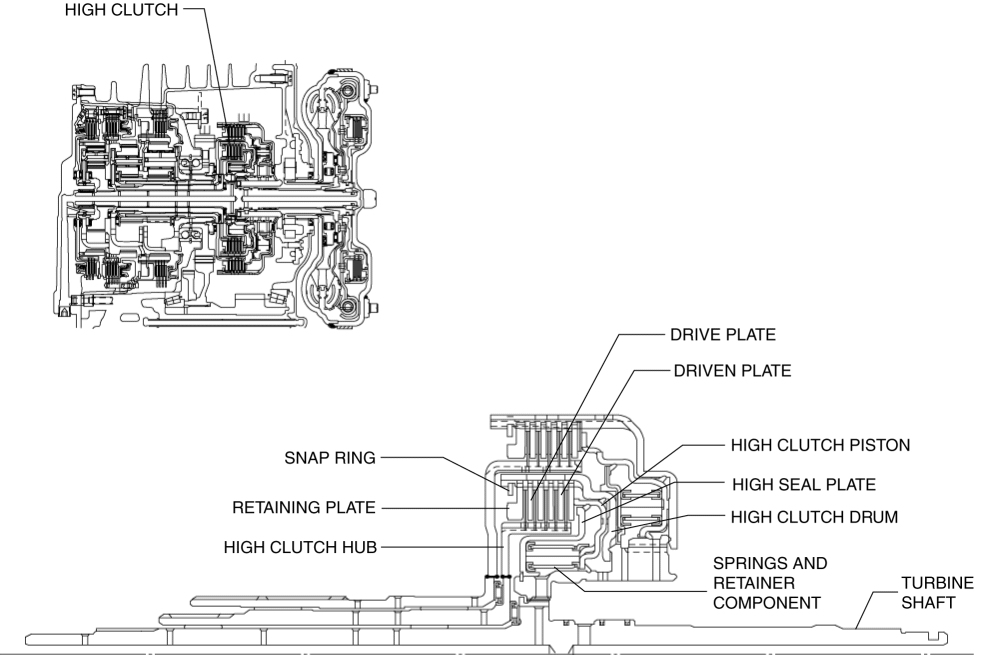 HIGH CLUTCH
DRIVE PLATE
DRIVEN PLATE
HIGH CLUTCH PISTON
SNAP RING
HIGH SEAL PLATE
RETAINING PLATE
HIGH CLUTCH DRUM
HIGH CLUTCH HUB
SPRINGS AND
RETAINER
COMPONENT
TURBINE
SHAFT